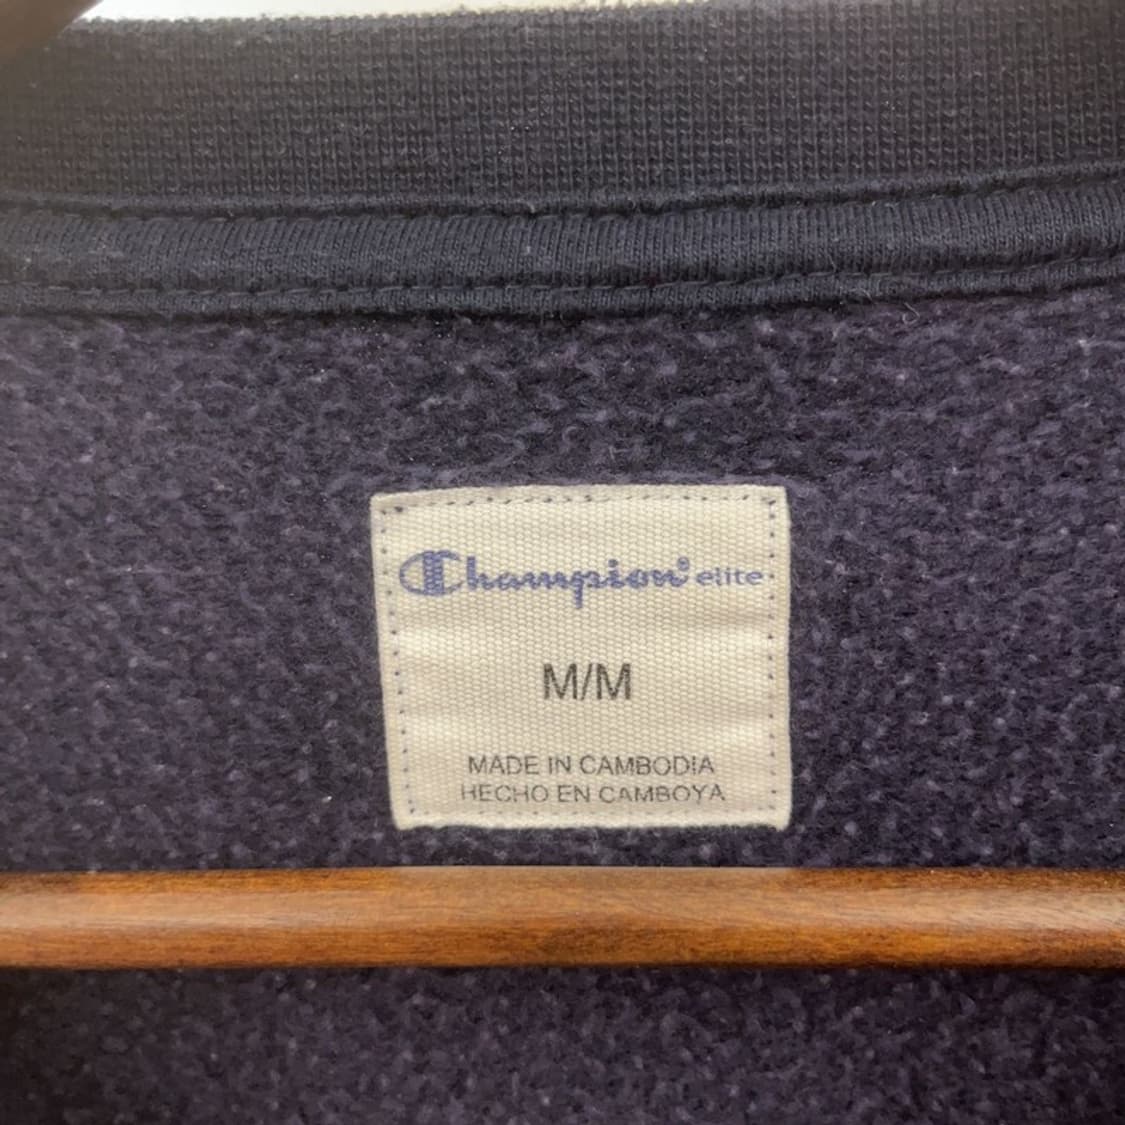 Champion® elite
M/M
MADE IN CAMBODIA
HECHO EN CAMBOYA